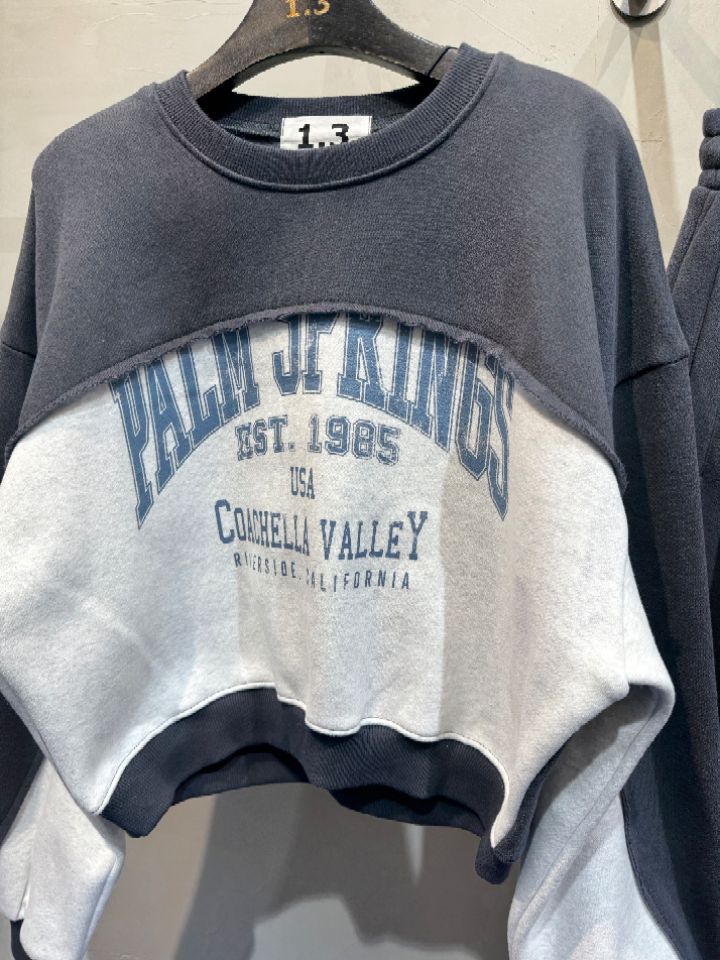 1.3
1.3
PALM SPRINGS
EST. 1985
USA
COACHELLA VALLEY
RIVERSIDE, CALIFORNIA